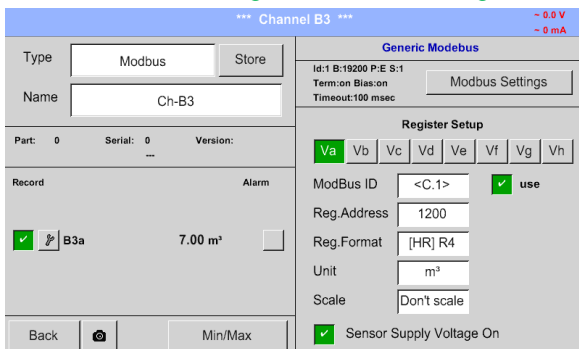 *** Channel B3 ***
~ 0.0 V
~ 0 mA
Type
Modbus
Store
Name
Ch-B3
Part: 0 Serial: 0 Version:
---
Record Alarm
B3a 7.00 m³
Back
Min/Max
Generic Modebus
Id:1 B:19200 P:E S:1
Term:on Bias:on
Timeout:100 msec
Modbus Settings
Register Setup
Va Vb Vc Vd Ve Vf Vg Vh
ModBus ID <C.1> use
Reg.Address 1200
Reg.Format [HR] R4
Unit m³
Scale Don't scale
Sensor Supply Voltage On